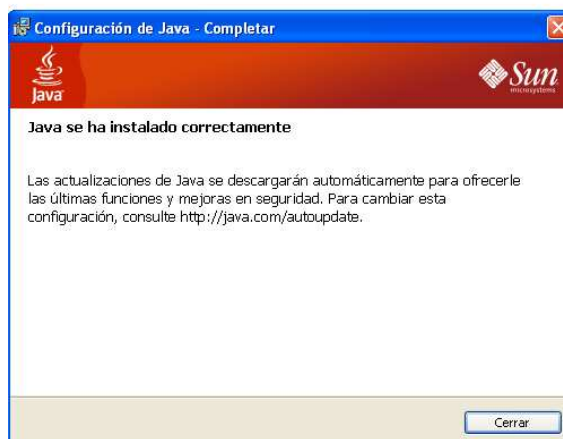 Configuración de Java - Completar
Java
Sun
microsystems
Java se ha instalado correctamente
Las actualizaciones de Java se descargarán automáticamente para ofrecerle
las últimas funciones y mejoras en seguridad. Para cambiar esta
configuración, consulte http://java.com/autoupdate.
Cerrar